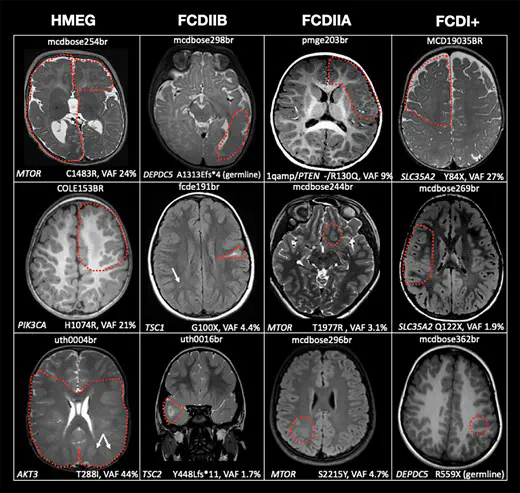 HMEG FCDIIB FCDIIA FCDI+
mcdbose254br mcdbose298br pmge203br MCD19035BR
MTOR C1483R, VAF 24% DEPDC5 A1313Efs*4 (germline) 1qamp/PTEN -/R130Q, VAF 9% SLC35A2 Y84X, VAF 27%
COLE153BR fcde191br mcdbose244br mcdbose269br
PIK3CA H1074R, VAF 21% TSC1 G100X, VAF 4.4% MTOR T1977R , VAF 3.1% SLC35A2 Q122X, VAF 1.9%
uth0004br uth0016br mcdbose296br mcdbose362br
AKT3 T288I, VAF 44% TSC2 Y448Lfs*11, VAF 1.7% MTOR S2215Y, VAF 4.7% DEPDC5 R559X (germline)